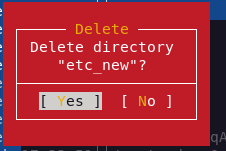 Delete
Delete directory
"etc_new"?
[ Yes ] [ No ]